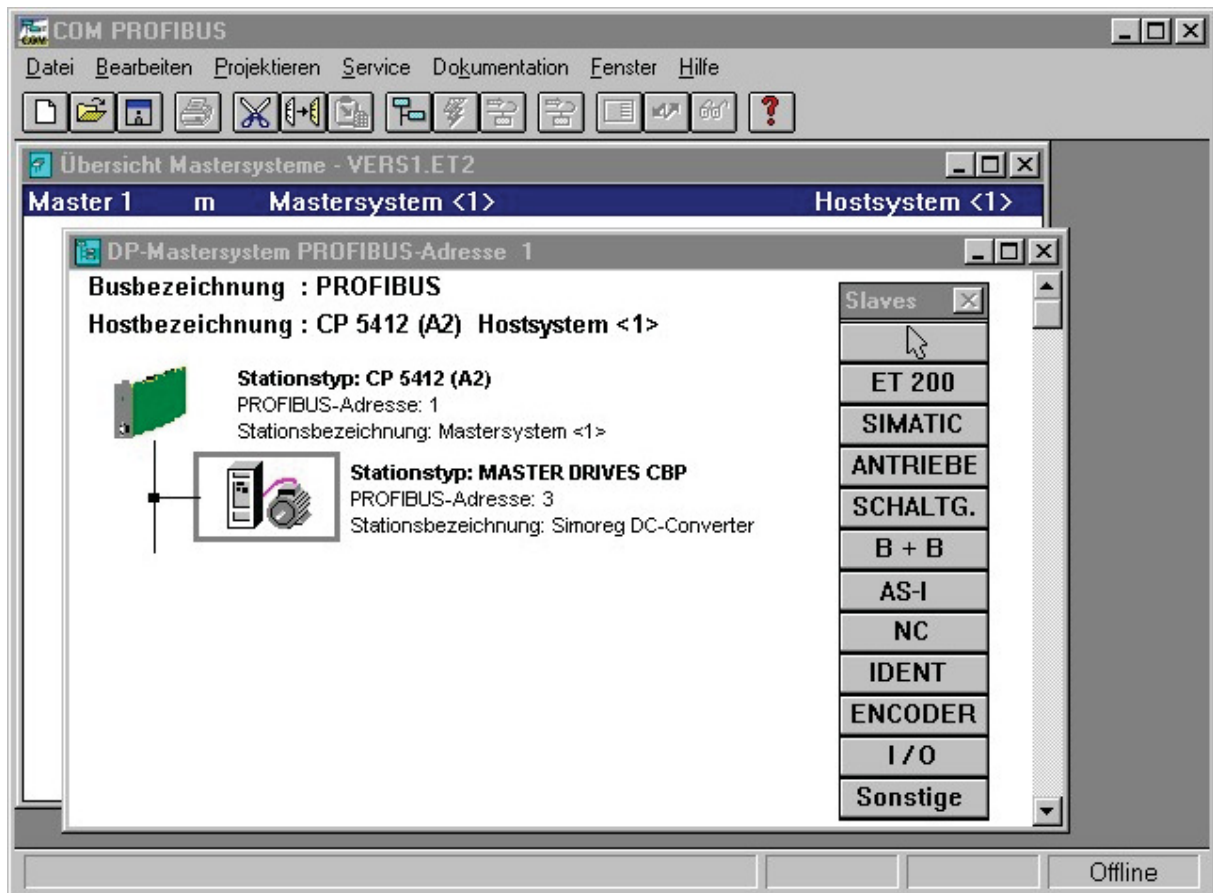 COM PROFIBUS
Datei Bearbeiten Projektieren Service Dokumentation Fenster Hilfe
Übersicht Mastersysteme - VERS1.ET2
Master 1 m Mastersystem <1> Hostsystem <1>
DP-Mastersystem PROFIBUS-Adresse 1
Busbezeichnung : PROFIBUS
Hostbezeichnung : CP 5412 (A2) Hostsystem <1>
Stationstyp: CP 5412 (A2)
PROFIBUS-Adresse: 1
Stationsbezeichnung: Mastersystem <1>
Stationstyp: MASTER DRIVES CBP
PROFIBUS-Adresse: 3
Stationsbezeichnung: Simoreg DC-Converter
Slaves
ET 200
SIMATIC
ANTRIEBE
SCHALTG.
B + B
AS-I
NC
IDENT
ENCODER
I / O
Sonstige
Offline